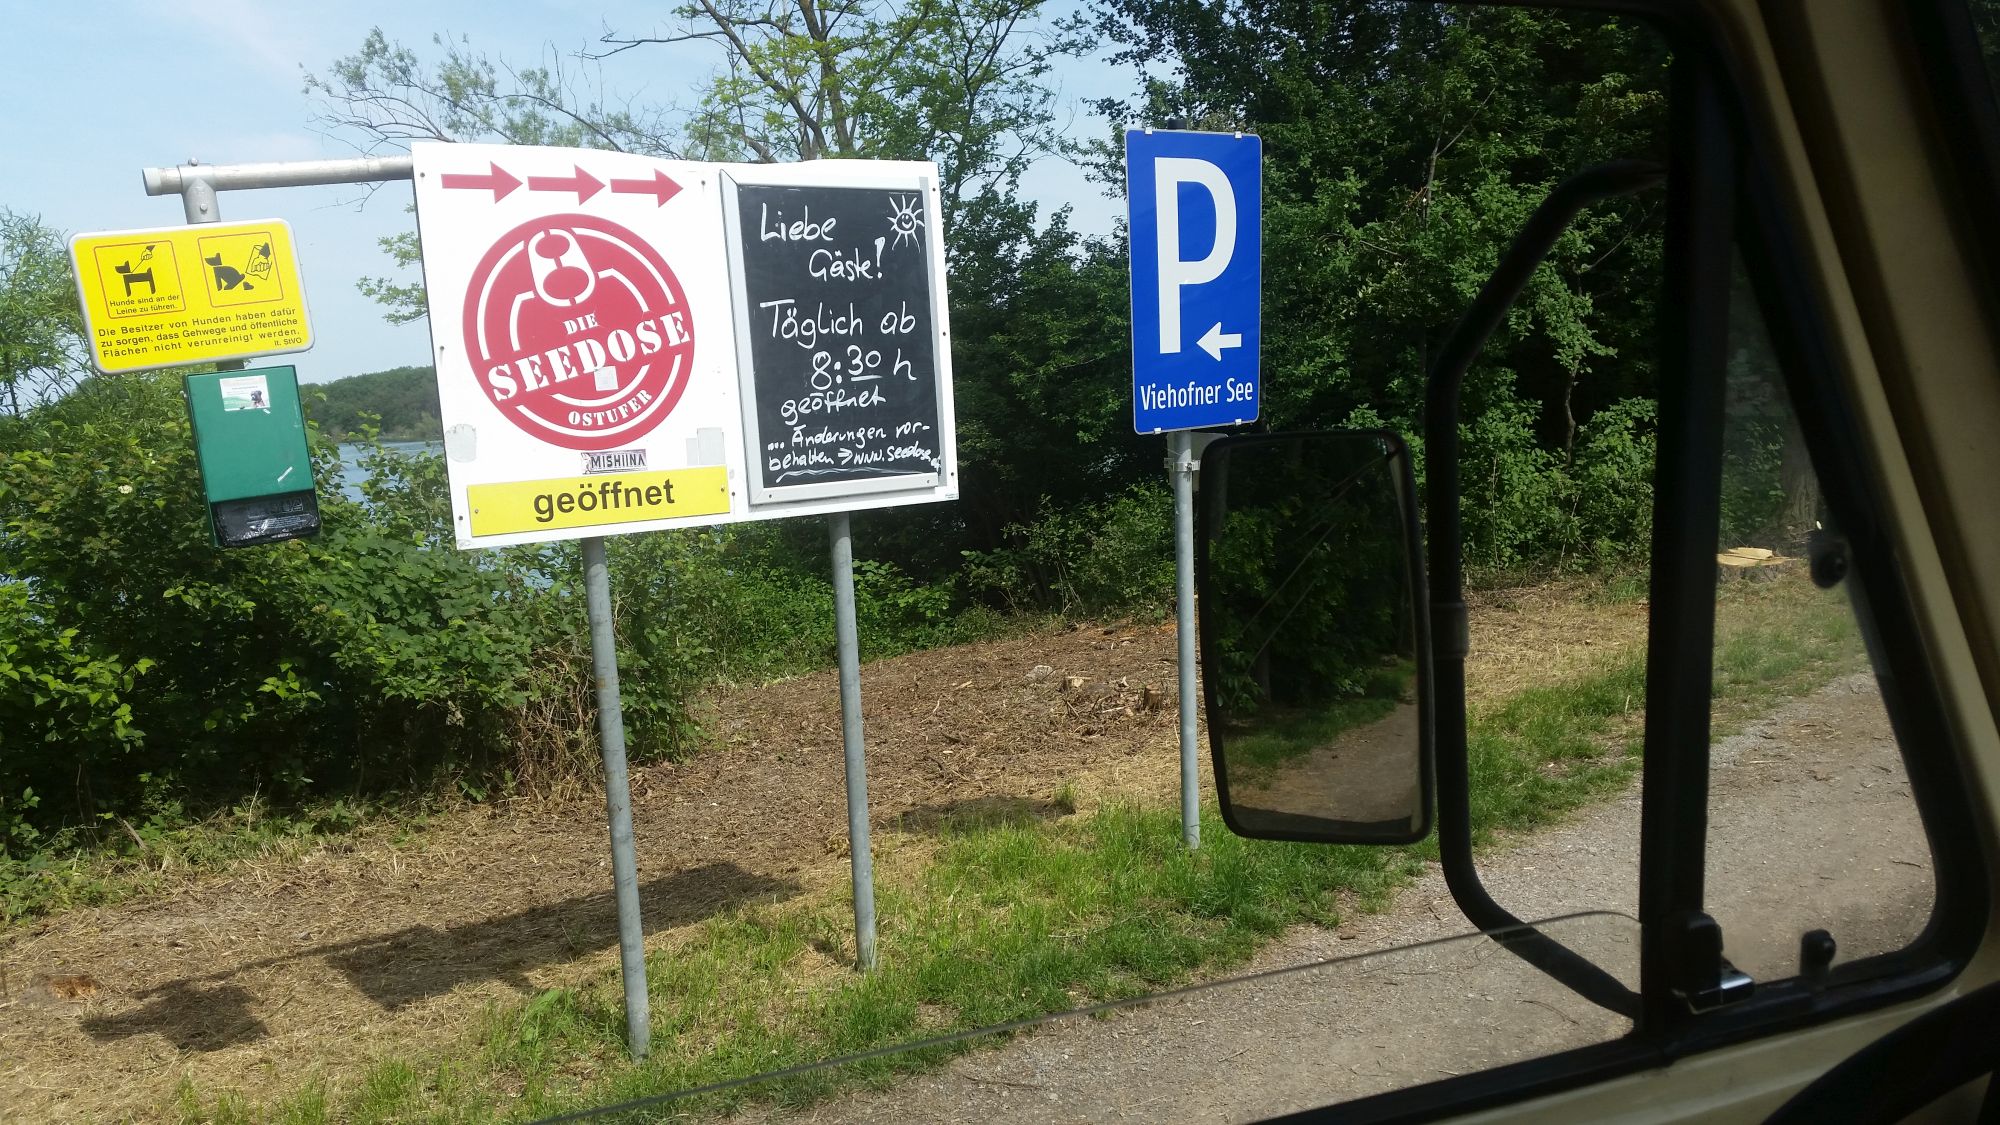 Hunde sind an der
Leine zu führen.
Die Besitzer von Hunden haben dafür
zu sorgen, dass Gehwege und öffentliche
Flächen nicht verunreinigt werden.
lt. StVO
DIE
SEEDOSE
OSTUFER
MISHIINA
geöffnet
Liebe
Gäste!
Täglich ab
8:30 h
geöffnet
... Änderungen vor-
behalten → www.seedose.
P
Viehofner See